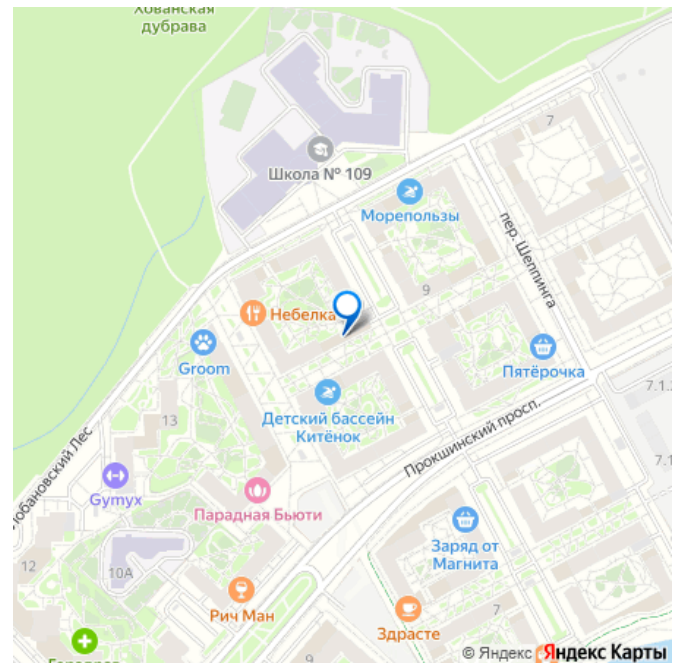 Хованская
дубрава
7
Школа № 109
Морепользы
пер. Шеппинга
9
Небелка
Groom
Пятёрочка
7.1.
Детский бассейн
Китёнок
13
Прокшинский просп.
Лобановский Лес
Gymyx
7.1
Парадная Бьюти
Заряд от
Магнита
12
10А
Рич Ман
7
Здрасте
9
© Яндекс Яндекс Карты